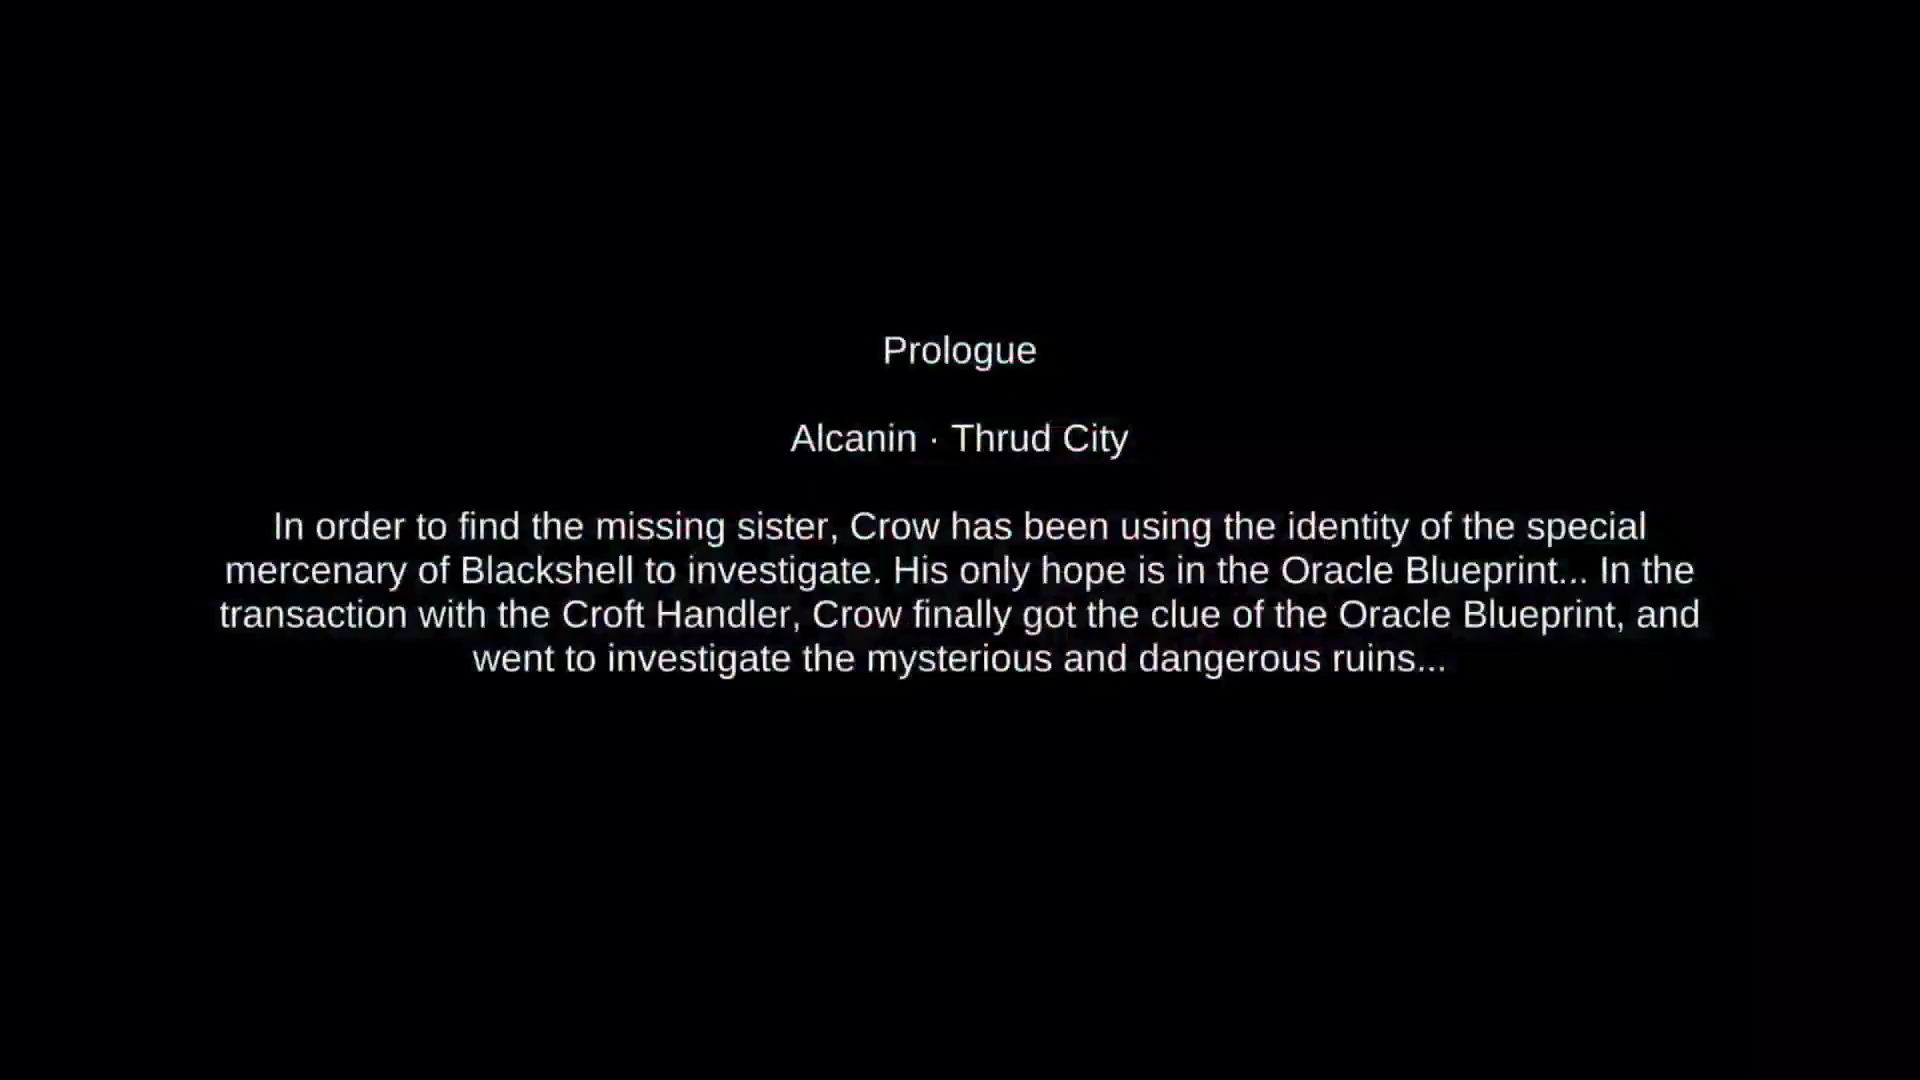 Prologue
Alcanin · Thrud City
In order to find the missing sister, Crow has been using the identity of the special
mercenary of Blackshell to investigate. His only hope is in the Oracle Blueprint... In the
transaction with the Croft Handler, Crow finally got the clue of the Oracle Blueprint, and
went to investigate the mysterious and dangerous ruins...